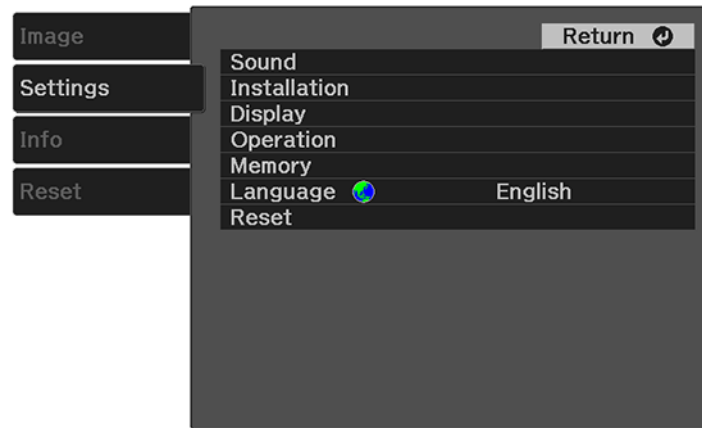 Image
Settings
Info
Reset
Return
Sound
Installation
Display
Operation
Memory
Language English
Reset